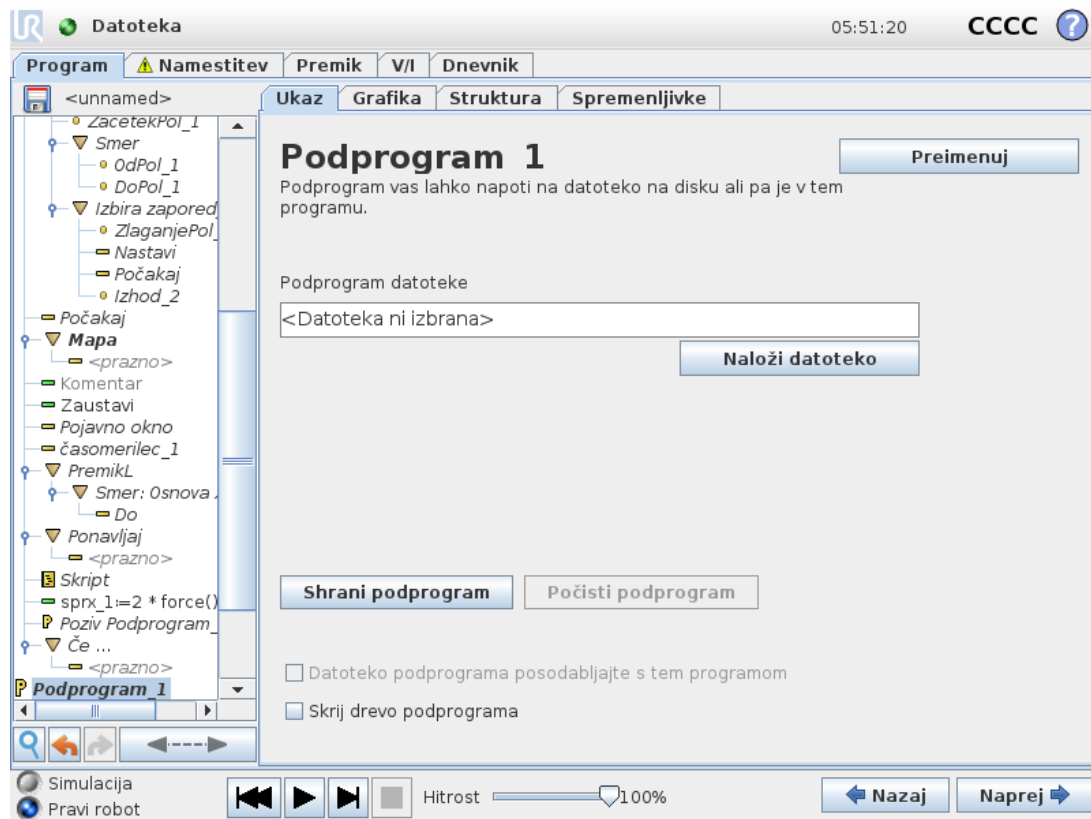 Datoteka
05:51:20
CCCC
?
Program
Namestitev
Premik
V/I
Dnevnik
<unnamed>
Ukaz
Grafika
Struktura
Spremenljivke
ZacetekPol_1
Smer
OdPol_1
DoPol_1
Izbira zapored
ZlaganjePol_
Nastavi
Počakaj
Izhod_2
Počakaj
Mapa
<prazno>
Komentar
Zaustavi
Pojavno okno
časomerilec_1
PremikL
Smer: Osnova
Do
Ponavljaj
<prazno>
Skript
sprx_1:=2 * force()
Poziv Podprogram_
Če ...
<prazno>
Podprogram_1
Podprogram 1
Preimenuj
Podprogram vas lahko napoti na datoteko na disku ali pa je v tem
programu.
Podprogram datoteke
<Datoteka ni izbrana>
Naloži datoteko
Shrani podprogram
Počisti podprogram
Datoteko podprograma posodabljajte s tem programom
Skrij drevo podprograma
Simulacija
Pravi robot
Hitrost
100%
Nazaj
Naprej